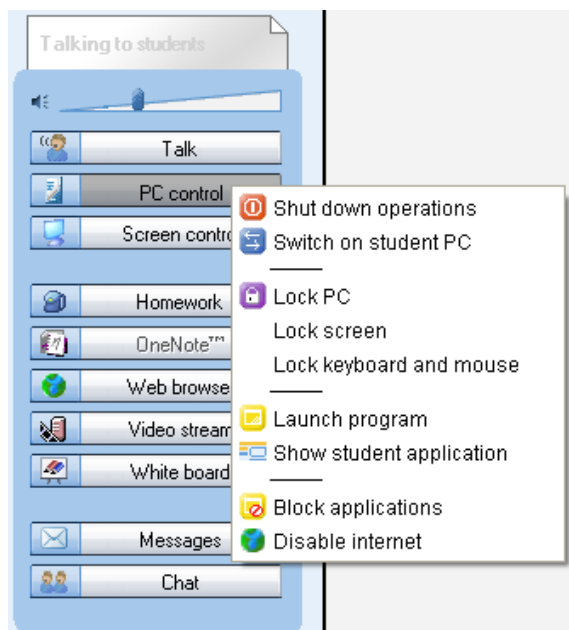 Talking to students
Talk
PC control
Screen contro
Homework
OneNote™
Web browse
Video stream
White board
Messages
Chat
Shut down operations
Switch on student PC
Lock PC
Lock screen
Lock keyboard and mouse
Launch program
Show student application
Block applications
Disable internet